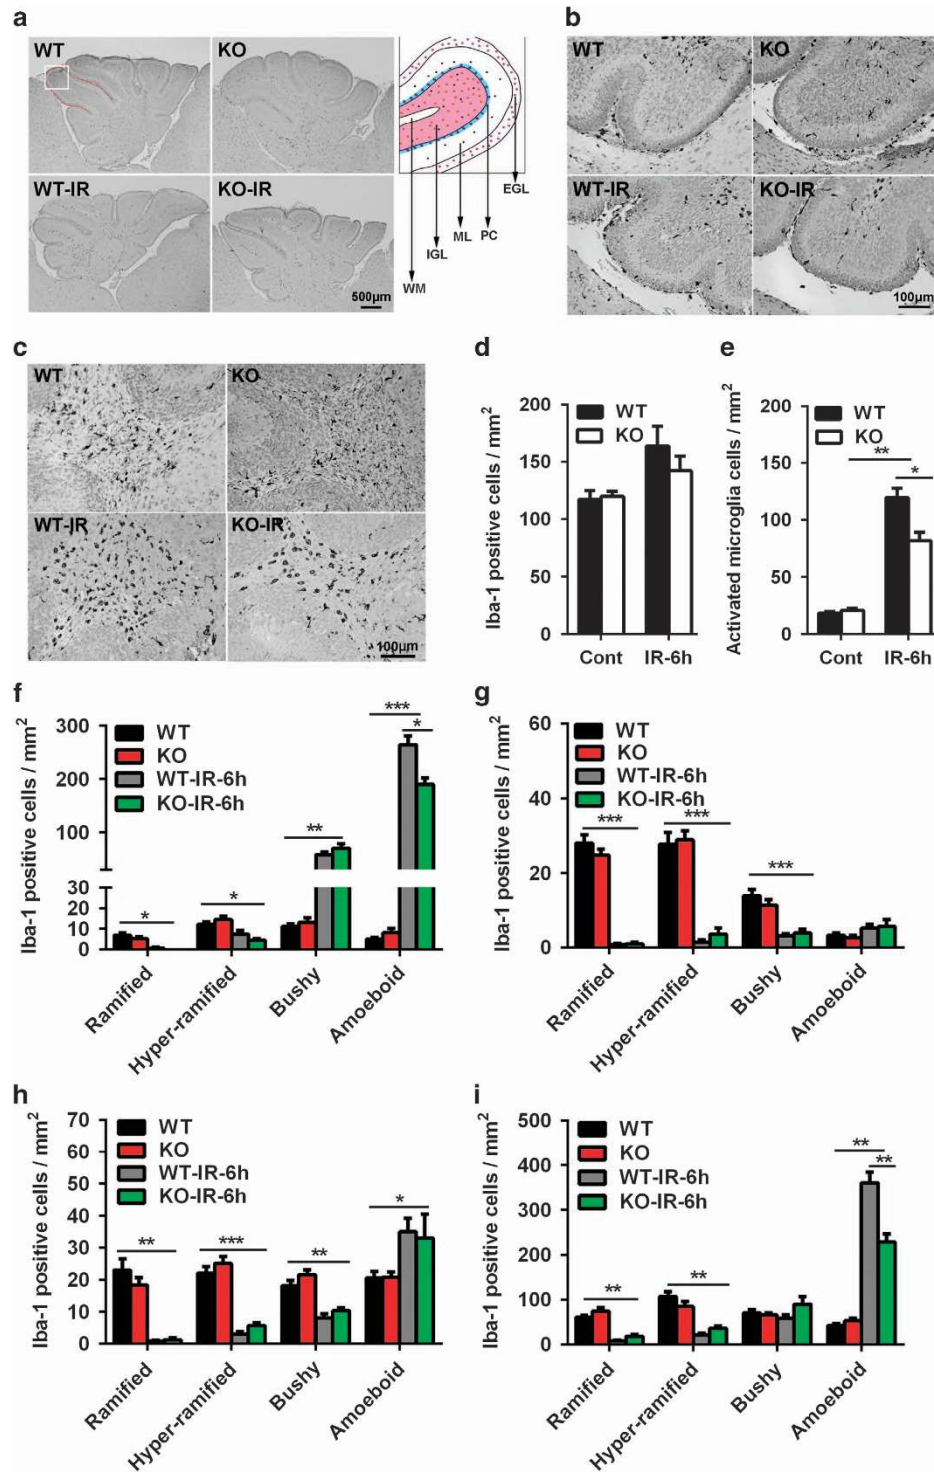 a
WT
KO
WT-IR
KO-IR
500µm
EGL
ML
PC
IGL
WM
b
WT
KO
WT-IR
KO-IR
100µm
c
WT
KO
WT-IR
KO-IR
100µm
d
Iba-1 positive cells / mm²
200
150
100
50
0
WT
KO
Cont
IR-6h
e
Activated microglia cells / mm²
200
150
100
50
0
WT
KO
**
*
Cont
IR-6h
f
Iba-1 positive cells / mm²
300
200
100
10
0
WT
KO
WT-IR-6h
KO-IR-6h
*
*
**
***
*
Ramified
Hyper-ramified
Bushy
Amoeboid
g
Iba-1 positive cells / mm²
60
40
20
0
WT
KO
WT-IR-6h
KO-IR-6h
***
***
***
Ramified
Hyper-ramified
Bushy
Amoeboid
h
Iba-1 positive cells / mm²
70
60
50
40
30
20
10
0
WT
KO
WT-IR-6h
KO-IR-6h
**
***
**
*
Ramified
Hyper-ramified
Bushy
Amoeboid
i
Iba-1 positive cells / mm²
500
400
300
200
100
0
WT
KO
WT-IR-6h
KO-IR-6h
**
**
**
**
Ramified
Hyper-ramified
Bushy
Amoeboid